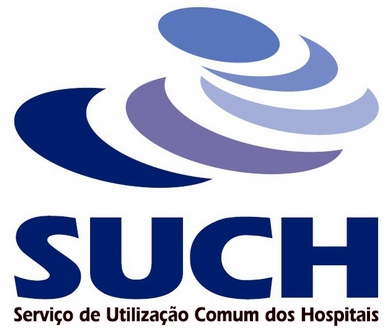 SUCH
Serviço de Utilização Comum dos Hospitais